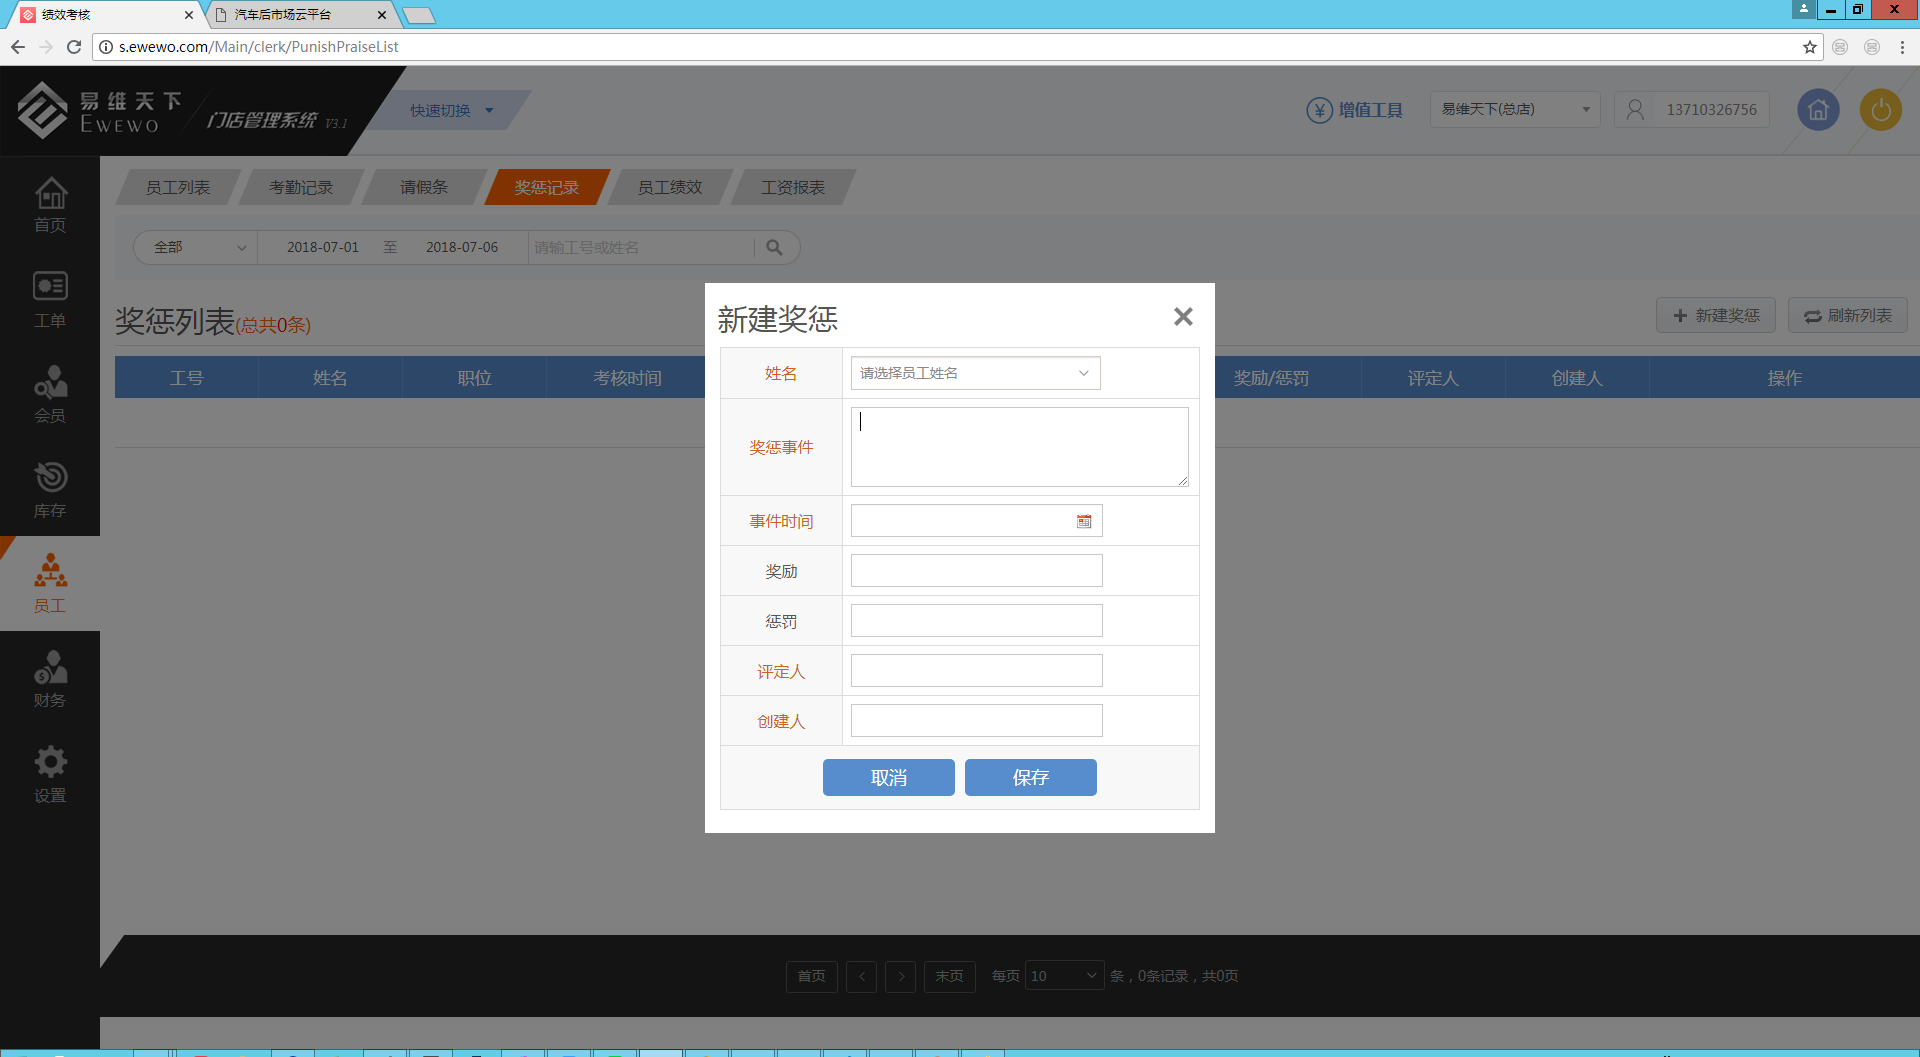 绩效考核
汽车后市场云平台
s.ewewo.com/Main/clerk/PunishPraiseList
易维天下
EWEWO
门店管理系统 V3.1
快速切换
增值工具
易维天下(总店)
13710326756
首页
工单
会员
库存
员工
财务
设置
员工列表
考勤记录
请假条
奖惩记录
员工绩效
工资报表
全部
2018-07-01 至 2018-07-06
请输工号或姓名
奖惩列表(总共0条)
新建奖惩
刷新列表
工号 姓名 职位 考核时间 奖励/惩罚 评定人 创建人 操作
新建奖惩
姓名 请选择员工姓名
奖惩事件
事件时间
奖励
惩罚
评定人
创建人
取消 保存
首页 < > 末页 每页 10 条，0条记录，共0页